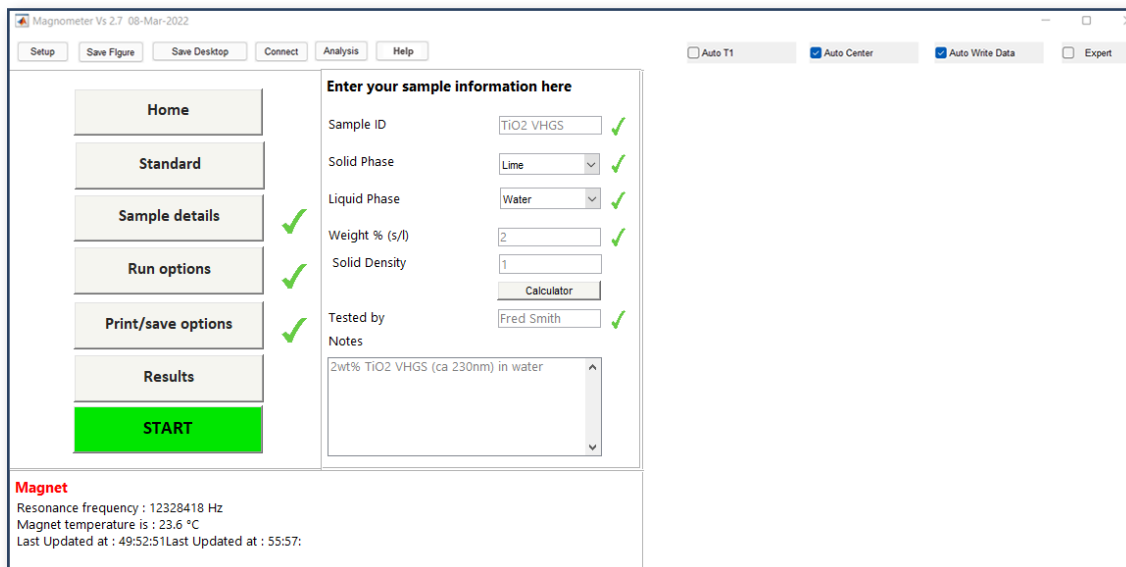 Magnometer Vs 2.7 08-Mar-2022
Setup Save Figure Save Desktop Connect Analysis Help Auto T1 Auto Center Auto Write Data Expert
Home
Standard
Sample details
Run options
Print/save options
Results
START
Enter your sample information here
Sample ID TiO2 VHGS
Solid Phase Lime
Liquid Phase Water
Weight % (s/l) 2
Solid Density 1
Calculator
Tested by Fred Smith
Notes
2wt% TiO2 VHGS (ca 230nm) in water
Magnet
Resonance frequency : 12328418 Hz
Magnet temperature is : 23.6 °C
Last Updated at : 49:52:51Last Updated at : 55:57: